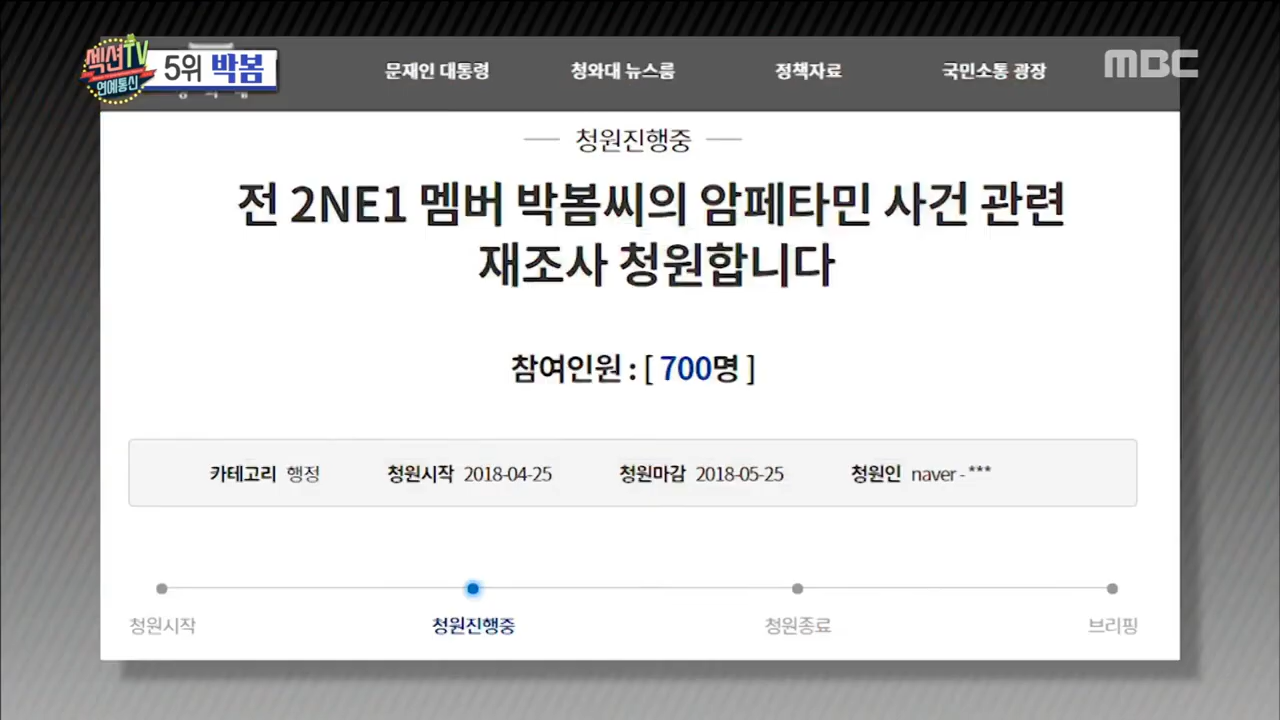 섹션TV
연예통신
5위 박봄
문재인 대통령 청와대 뉴스룸 정책자료 국민소통 광장
MBC
청원진행중
전 2NE1 멤버 박봄씨의 암페타민 사건 관련
재조사 청원합니다
참여인원 : [ 700명 ]
카테고리 행정 청원시작 2018-04-25 청원마감 2018-05-25 청원인 naver - ***
청원시작 청원진행중 청원종료 브리핑